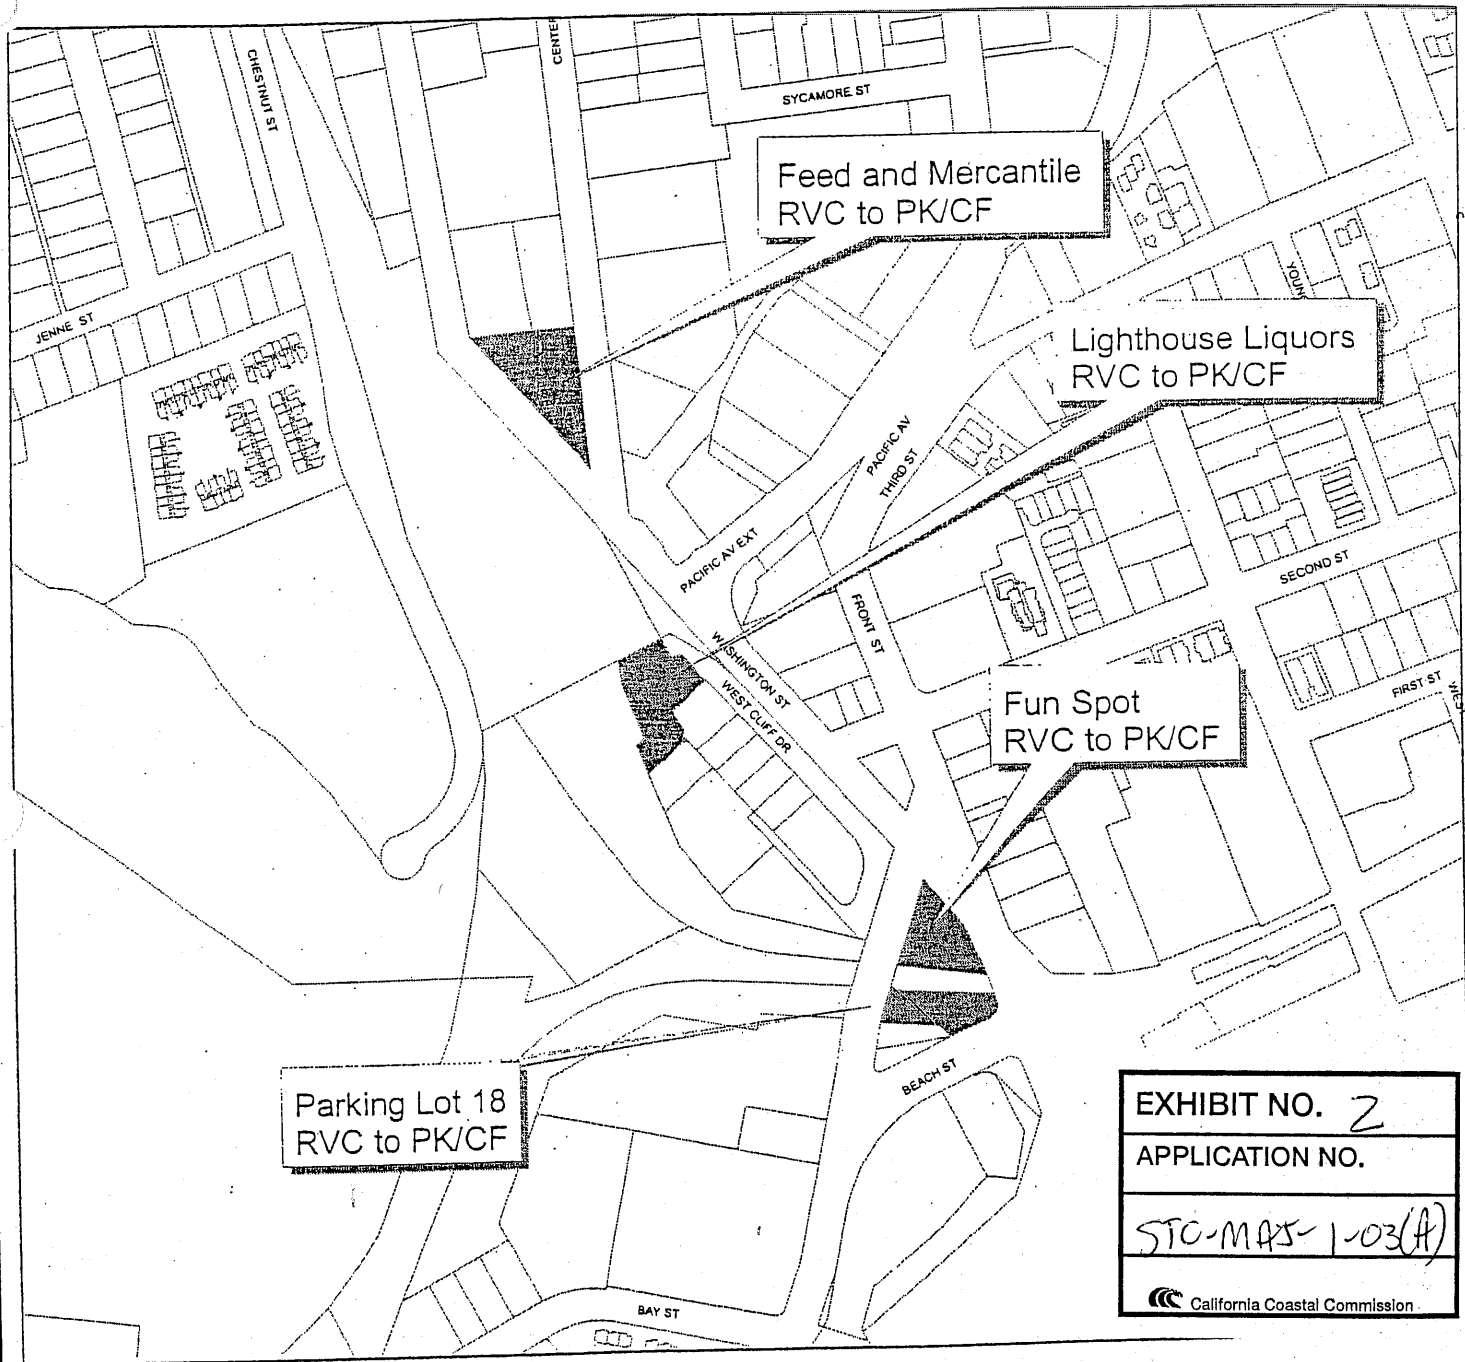 CHESTNUT ST
CENTER
SYCAMORE ST
Feed and Mercantile
RVC to PK/CF
YOUN
Lighthouse Liquors
RVC to PK/CF
JENNE ST
PACIFIC AV
THIRD ST
PACIFIC AV EXT
SECOND ST
FRONT ST
WASHINGTON ST
WEST CLIFF DR
FIRST ST
Fun Spot
RVC to PK/CF
BEACH ST
Parking Lot 18
RVC to PK/CF
BAY ST
EXHIBIT NO. 2
APPLICATION NO.
STC-MAJ-1-03(A)
California Coastal Commission